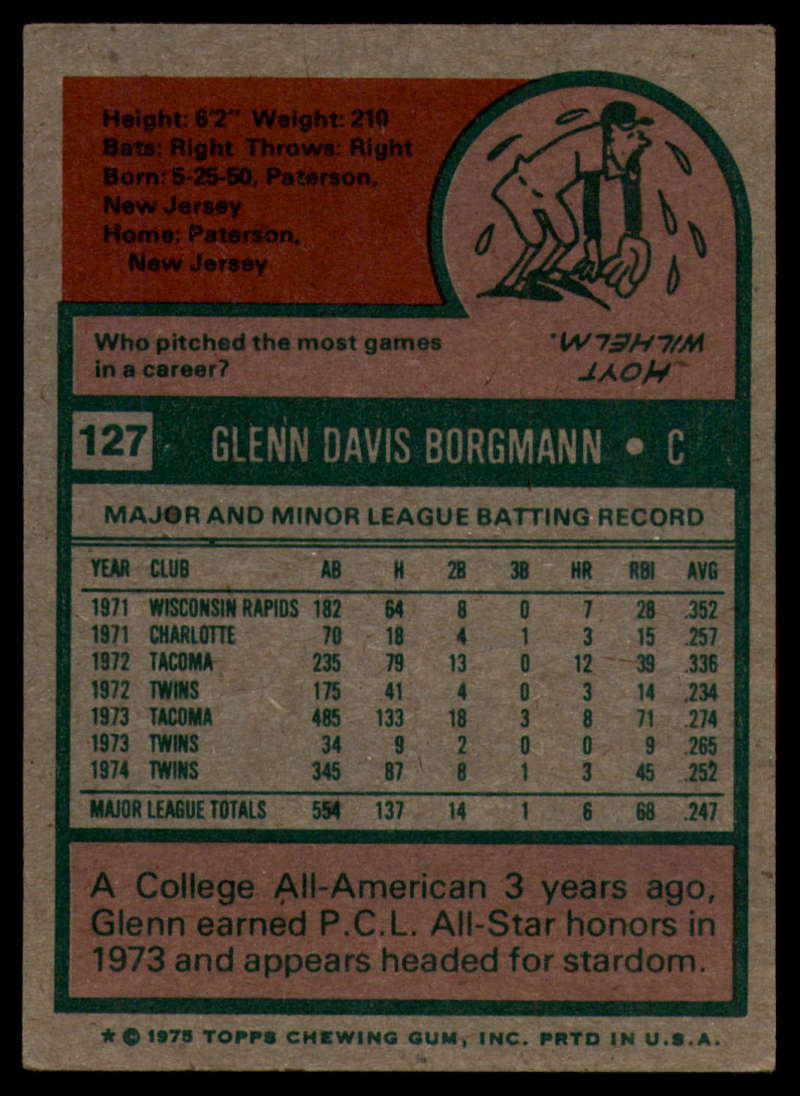 Height: 6'2" Weight: 210
Bats: Right Throws: Right
Born: 5-25-50, Paterson,
New Jersey
Home: Paterson,
New Jersey
Who pitched the most games
in a career?
HOYT
WILHELM.
127 GLENN DAVIS BORGMANN • C
MAJOR AND MINOR LEAGUE BATTING RECORD
YEAR CLUB AB H 2B 3B HR RBI AVG
1971 WISCONSIN RAPIDS 182 64 8 0 7 28 .352
1971 CHARLOTTE 70 18 4 1 3 15 .257
1972 TACOMA 235 79 13 0 12 39 .336
1972 TWINS 175 41 4 0 3 14 .234
1973 TACOMA 485 133 18 3 8 71 .274
1973 TWINS 34 9 2 0 0 9 .265
1974 TWINS 345 87 8 1 3 45 .252
MAJOR LEAGUE TOTALS 554 137 14 1 6 68 .247
A College All-American 3 years ago,
Glenn earned P.C.L. All-Star honors in
1973 and appears headed for stardom.
* © 1975 TOPPS CHEWING GUM, INC. PRTD IN U.S.A.